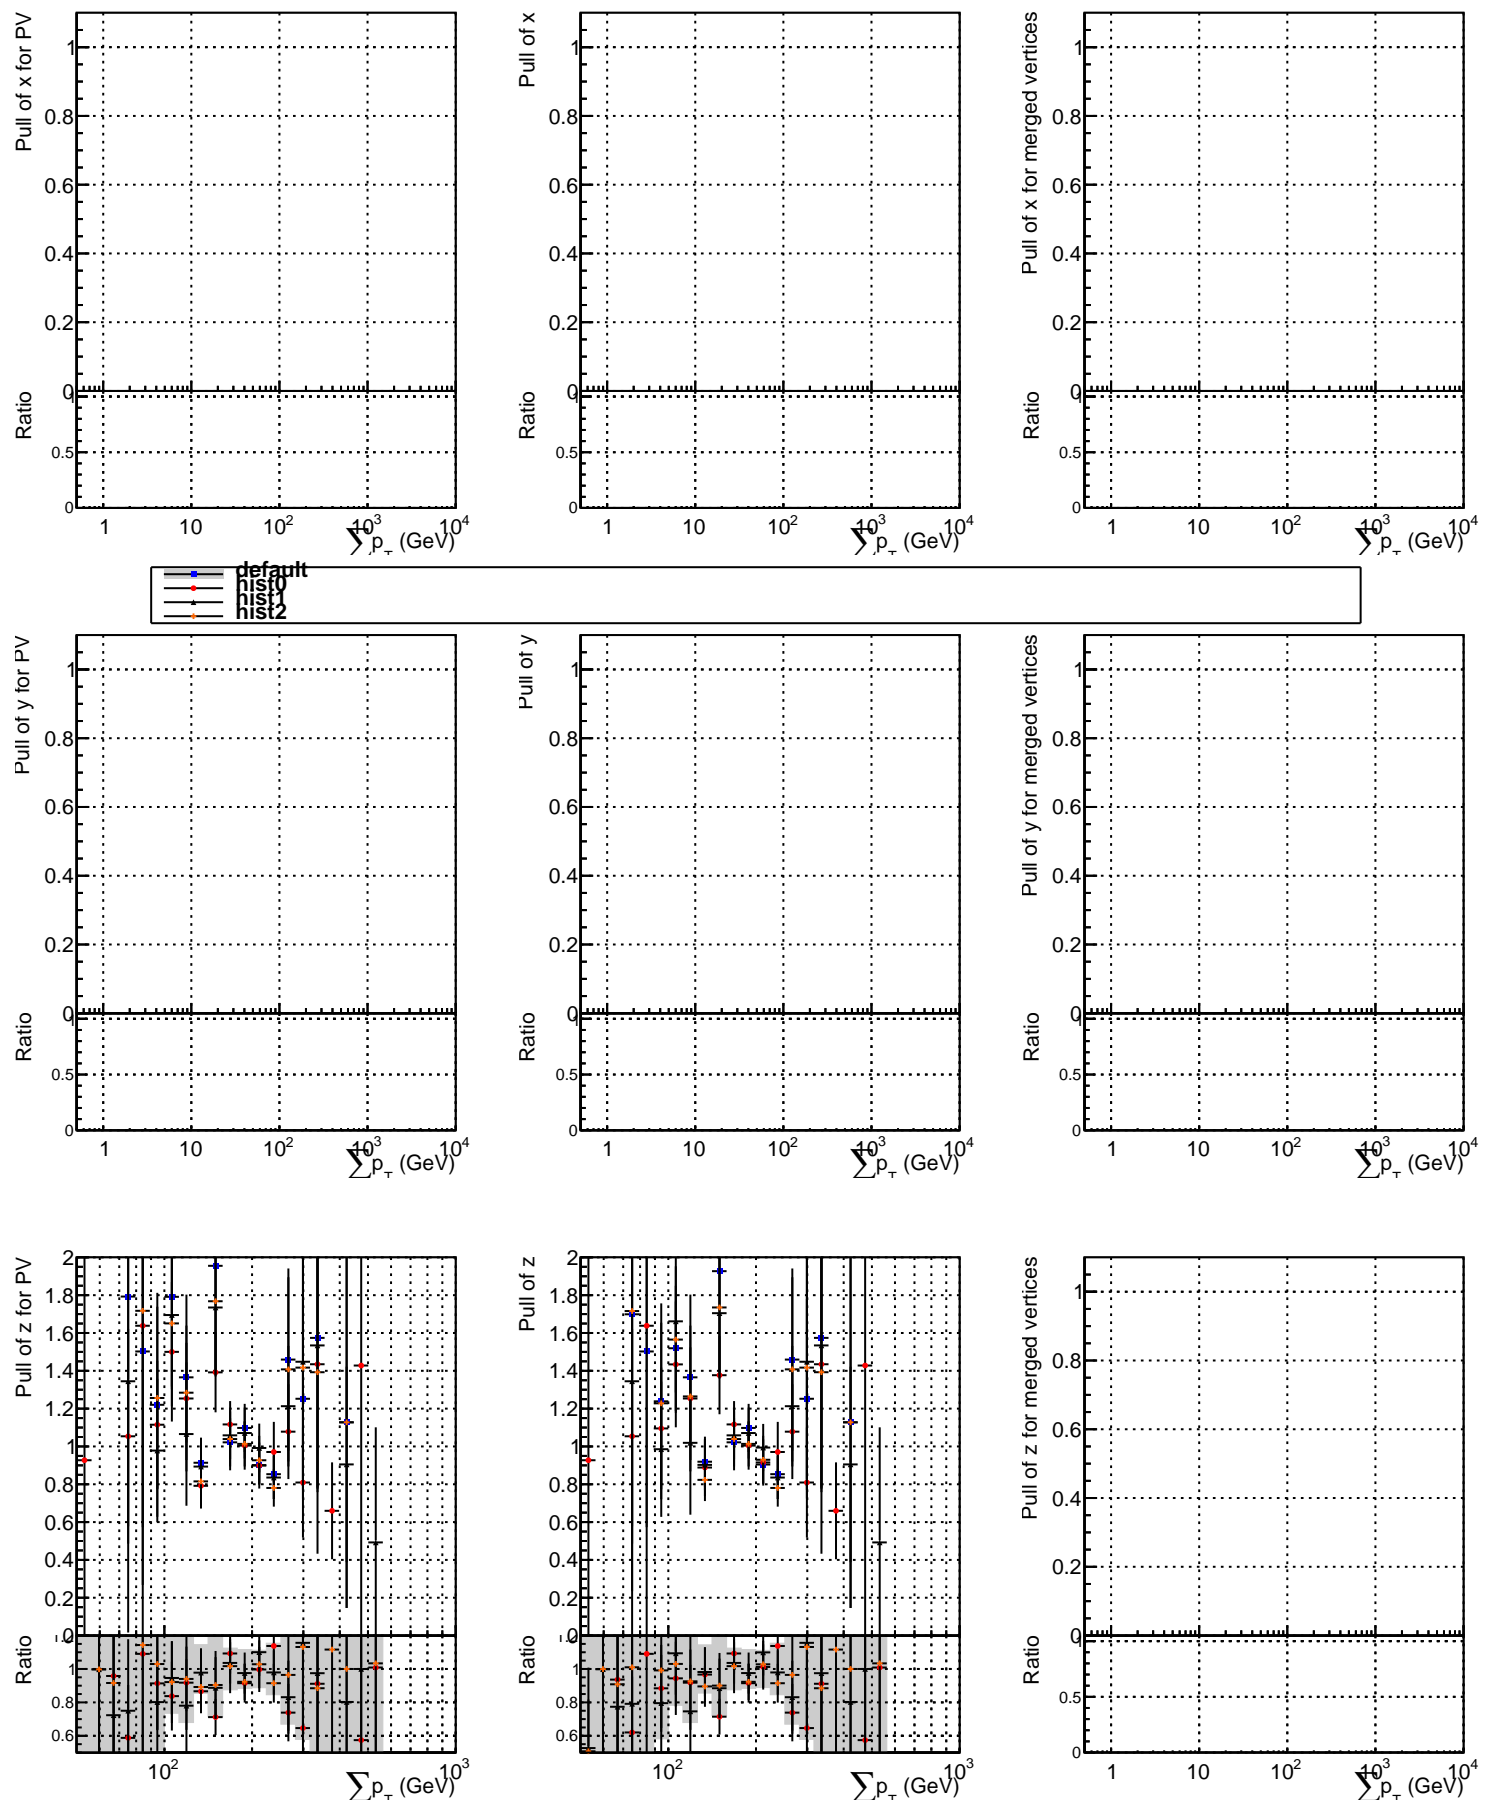 Pull of x for PV
1
0.8
0.6
0.4
0.2
0
Ratio
1
0.5
0
1 10 10² 10³ 10⁴
∑p_T (GeV)
Pull of x
1
0.8
0.6
0.4
0.2
0
Ratio
1
0.5
0
1 10 10² 10³ 10⁴
∑p_T (GeV)
Pull of x for merged vertices
1
0.8
0.6
0.4
0.2
0
Ratio
1
0.5
0
1 10 10² 10³ 10⁴
∑p_T (GeV)
default
hist0
hist1
hist2
Pull of y for PV
1
0.8
0.6
0.4
0.2
0
Ratio
1
0.5
0
1 10 10² 10³ 10⁴
∑p_T (GeV)
Pull of y
1
0.8
0.6
0.4
0.2
0
Ratio
1
0.5
0
1 10 10² 10³ 10⁴
∑p_T (GeV)
Pull of y for merged vertices
1
0.8
0.6
0.4
0.2
0
Ratio
1
0.5
0
1 10 10² 10³ 10⁴
∑p_T (GeV)
Pull of z for PV
2
1.8
1.6
1.4
1.2
1
0.8
0.6
0.4
0.2
0
Ratio
1
0.8
0.6
10² 10³
∑p_T (GeV)
Pull of z
2
1.8
1.6
1.4
1.2
1
0.8
0.6
0.4
0.2
0
Ratio
1
0.8
0.6
10² 10³
∑p_T (GeV)
Pull of z for merged vertices
1
0.8
0.6
0.4
0.2
0
Ratio
1
0.5
0
1 10 10² 10³ 10⁴
∑p_T (GeV)